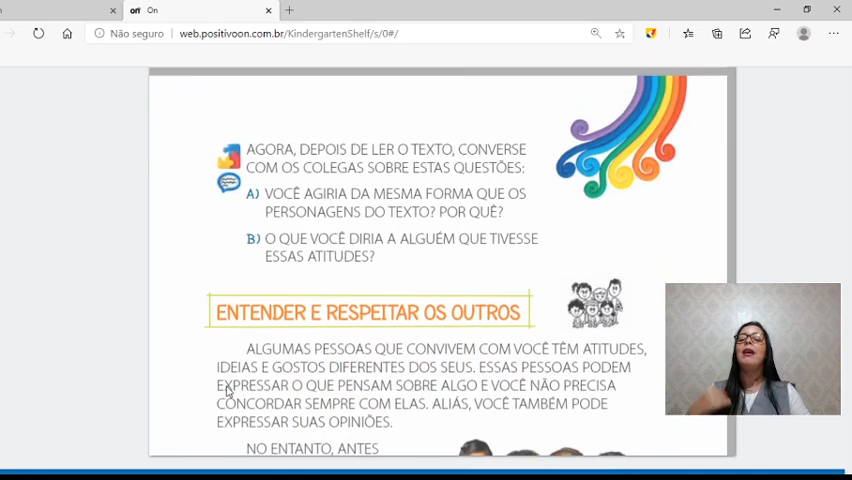 On
Não seguro
web.positivoon.com.br/KindergartenShelf/s/0#/
AGORA, DEPOIS DE LER O TEXTO, CONVERSE
COM OS COLEGAS SOBRE ESTAS QUESTÕES:
A) VOCÊ AGIRIA DA MESMA FORMA QUE OS
PERSONAGENS DO TEXTO? POR QUÊ?
B) O QUE VOCÊ DIRIA A ALGUÉM QUE TIVESSE
ESSAS ATITUDES?
ENTENDER E RESPEITAR OS OUTROS
ALGUMAS PESSOAS QUE CONVIVEM COM VOCÊ TÊM ATITUDES,
IDEIAS E GOSTOS DIFERENTES DOS SEUS. ESSAS PESSOAS PODEM
EXPRESSAR O QUE PENSAM SOBRE ALGO E VOCÊ NÃO PRECISA
CONCORDAR SEMPRE COM ELAS. ALIÁS, VOCÊ TAMBÉM PODE
EXPRESSAR SUAS OPINIÕES.
NO ENTANTO, ANTES